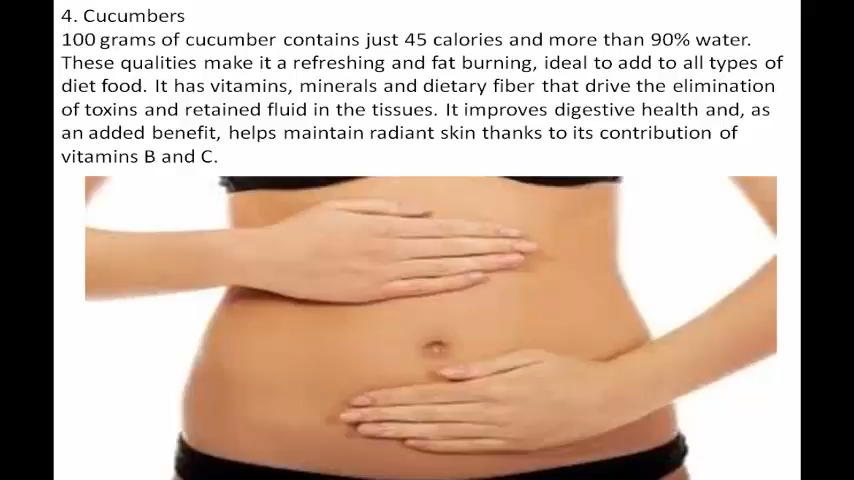 4. Cucumbers
100 grams of cucumber contains just 45 calories and more than 90% water.
These qualities make it a refreshing and fat burning, ideal to add to all types of
diet food. It has vitamins, minerals and dietary fiber that drive the elimination
of toxins and retained fluid in the tissues. It improves digestive health and, as
an added benefit, helps maintain radiant skin thanks to its contribution of
vitamins B and C.